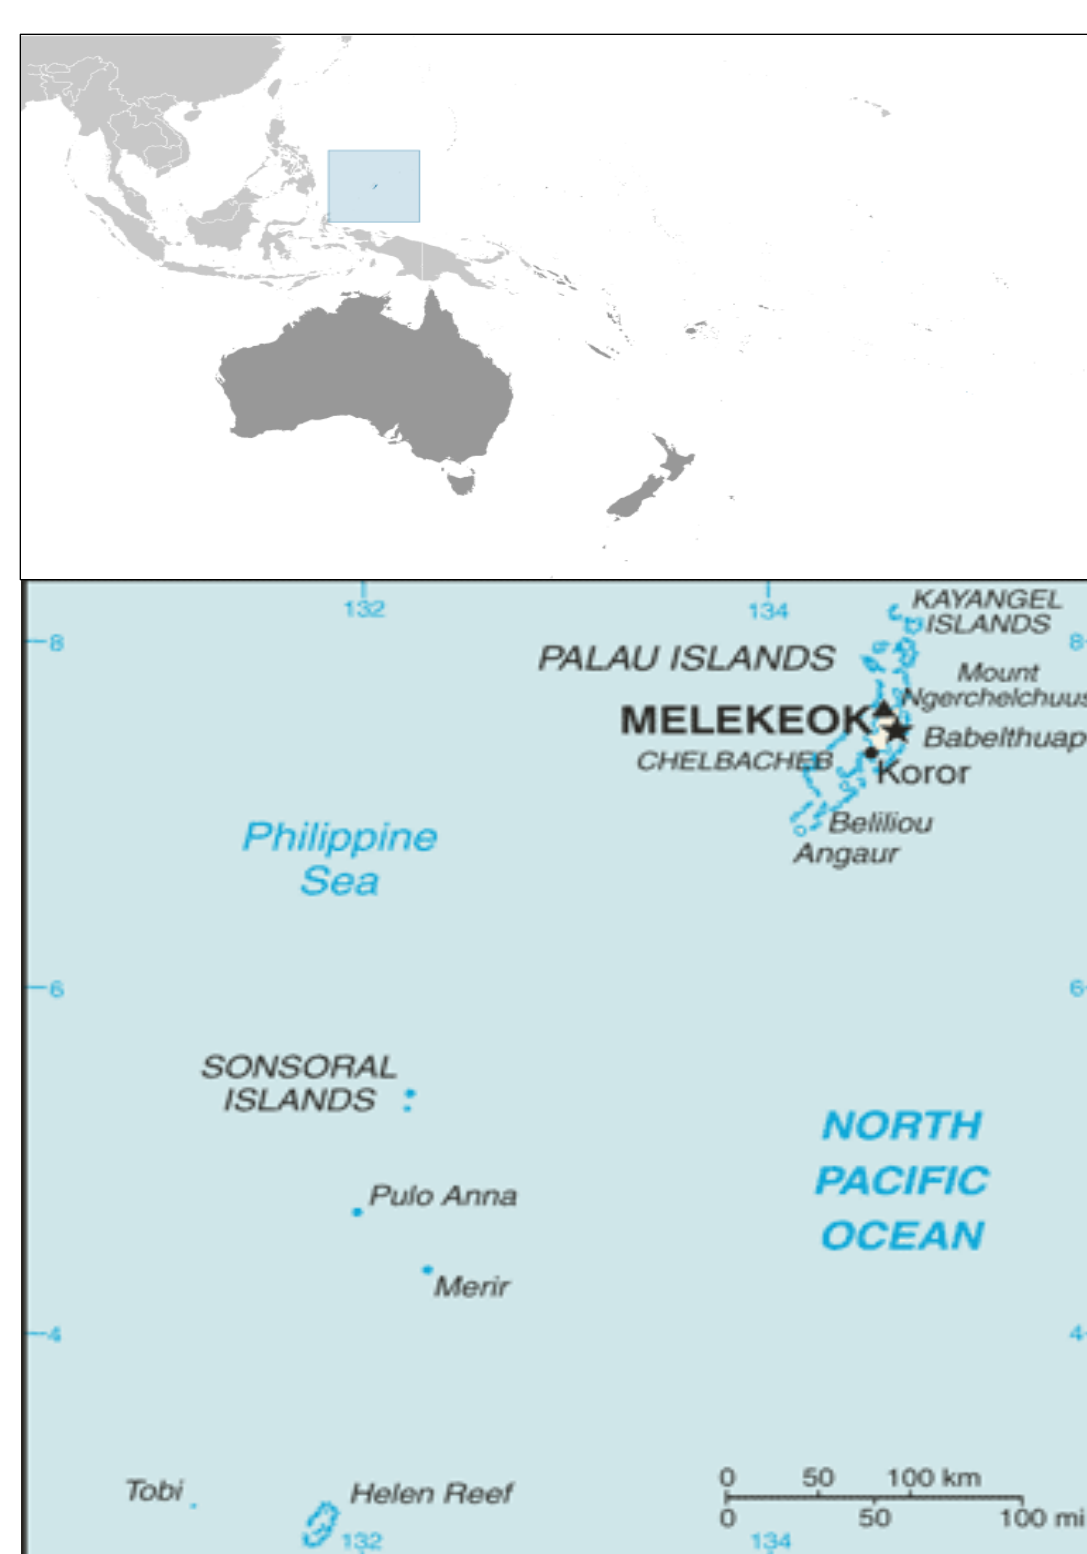 132
134
KAYANGEL
ISLANDS
8
8
PALAU ISLANDS
Mount
Ngerchelchuus
MELEKEOK
Babelthuap
CHELBACHEB
Koror
Beliliou
Angaur
Philippine
Sea
6
6
SONSORAL
ISLANDS
NORTH
PACIFIC
OCEAN
Pulo Anna
Merir
4
4
Tobi
Helen Reef
0 50 100 km
0 50 100 mi
132
134